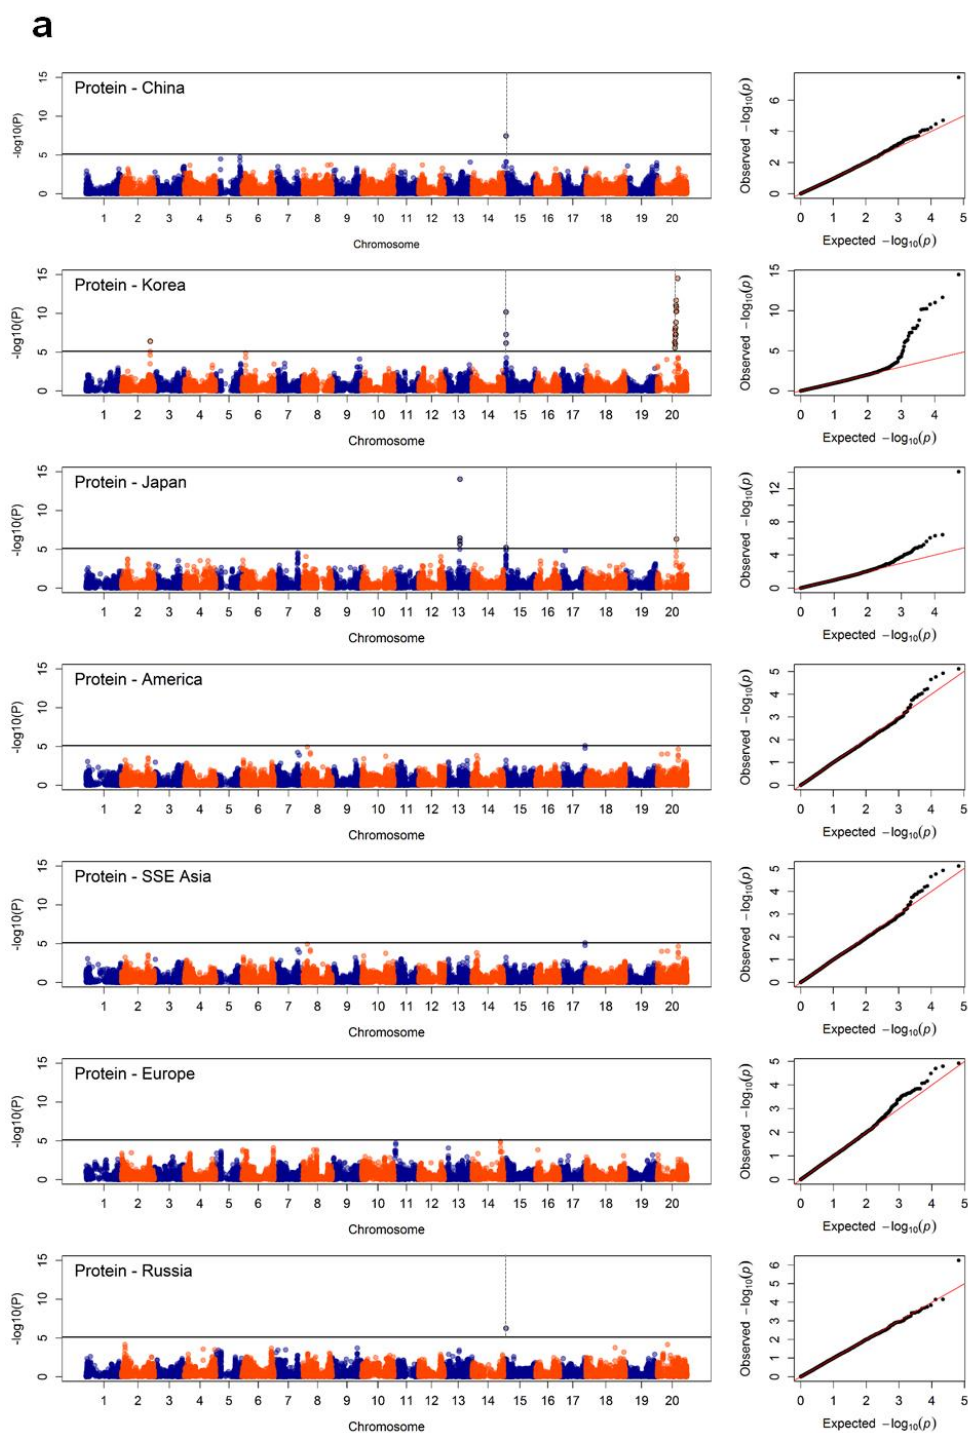 a
Protein - China
-log10(P)
0 5 10 15
1 2 3 4 5 6 7 8 9 10 11 12 13 14 15 16 17 18 19 20
Chromosome
Observed −log10(p)
0 2 4 6
0 1 2 3 4 5
Expected −log10(p)
Protein - Korea
-log10(P)
0 5 10 15
1 2 3 4 5 6 7 8 9 10 11 12 13 14 15 16 17 18 19 20
Chromosome
Observed −log10(p)
0 5 10 15
0 1 2 3 4
Expected −log10(p)
Protein - Japan
-log10(P)
0 5 10 15
1 2 3 4 5 6 7 8 9 10 11 12 13 14 15 16 17 18 19 20
Chromosome
Observed −log10(p)
0 4 8 12
0 1 2 3 4
Expected −log10(p)
Protein - America
-log10(P)
0 5 10 15
1 2 3 4 5 6 7 8 9 10 11 12 13 14 15 16 17 18 19 20
Chromosome
Observed −log10(p)
0 1 2 3 4 5
0 1 2 3 4 5
Expected −log10(p)
Protein - SSE Asia
-log10(P)
0 5 10 15
1 2 3 4 5 6 7 8 9 10 11 12 13 14 15 16 17 18 19 20
Chromosome
Observed −log10(p)
0 1 2 3 4 5
0 1 2 3 4 5
Expected −log10(p)
Protein - Europe
-log10(P)
0 5 10 15
1 2 3 4 5 6 7 8 9 10 11 12 13 14 15 16 17 18 19 20
Chromosome
Observed −log10(p)
0 1 2 3 4 5
0 1 2 3 4 5
Expected −log10(p)
Protein - Russia
-log10(P)
0 5 10 15
1 2 3 4 5 6 7 8 9 10 11 12 13 14 15 16 17 18 19 20
Chromosome
Observed −log10(p)
0 1 2 3 4 5 6
0 1 2 3 4 5
Expected −log10(p)